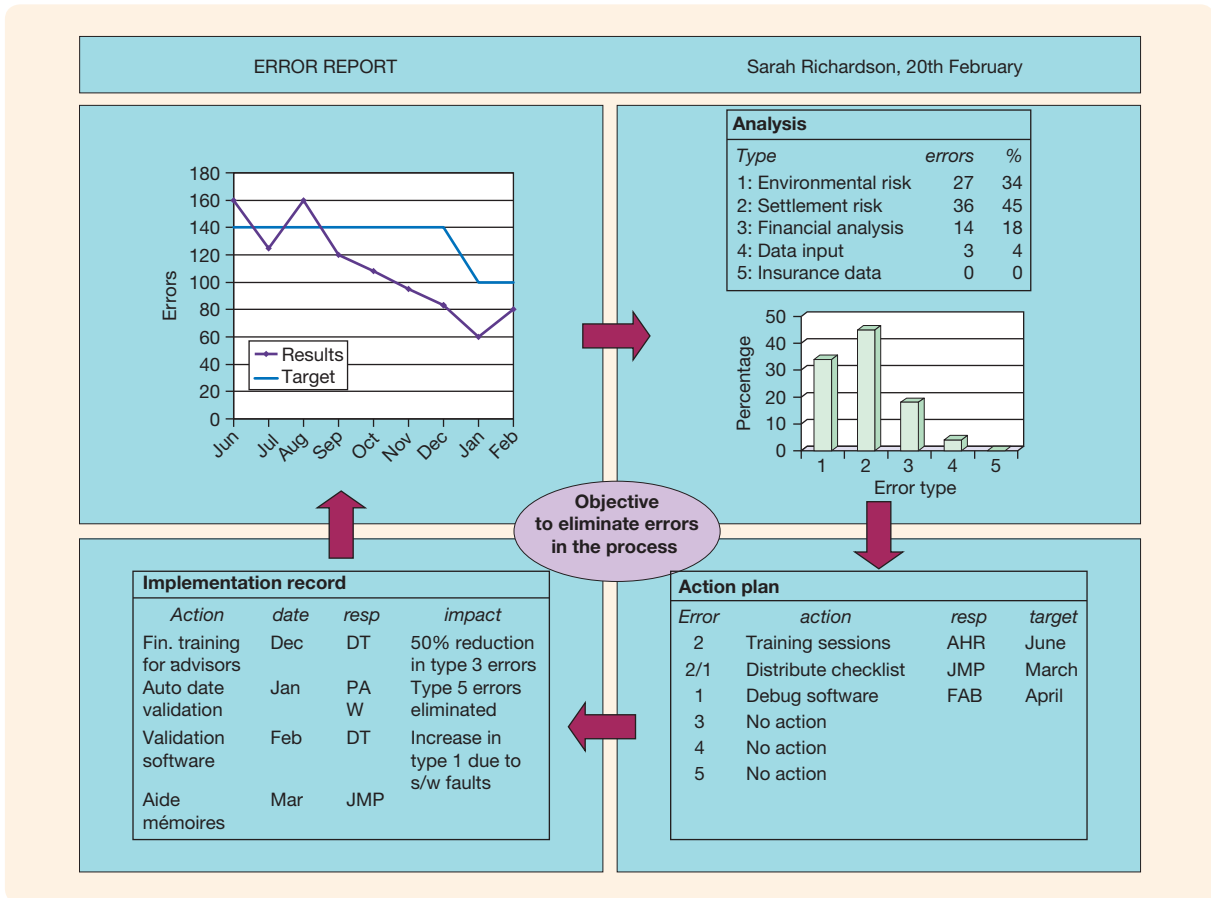 ERROR REPORT
Sarah Richardson, 20th February
180
160
140
120
100
80
60
40
20
0
Errors
Results
Target
Jun Jul Aug Sep Oct Nov Dec Jan Feb
Analysis
Type errors %
1: Environmental risk 27 34
2: Settlement risk 36 45
3: Financial analysis 14 18
4: Data input 3 4
5: Insurance data 0 0
50
40
30
20
10
0
Percentage
1 2 3 4 5
Error type
Objective
to eliminate errors
in the process
Implementation record
Action date resp impact
Fin. training Dec DT 50% reduction
for advisors in type 3 errors
Auto date Jan PA Type 5 errors
validation W eliminated
Validation Feb DT Increase in
software type 1 due to
s/w faults
Aide Mar JMP
mémoires
Action plan
Error action resp target
2 Training sessions AHR June
2/1 Distribute checklist JMP March
1 Debug software FAB April
3 No action
4 No action
5 No action